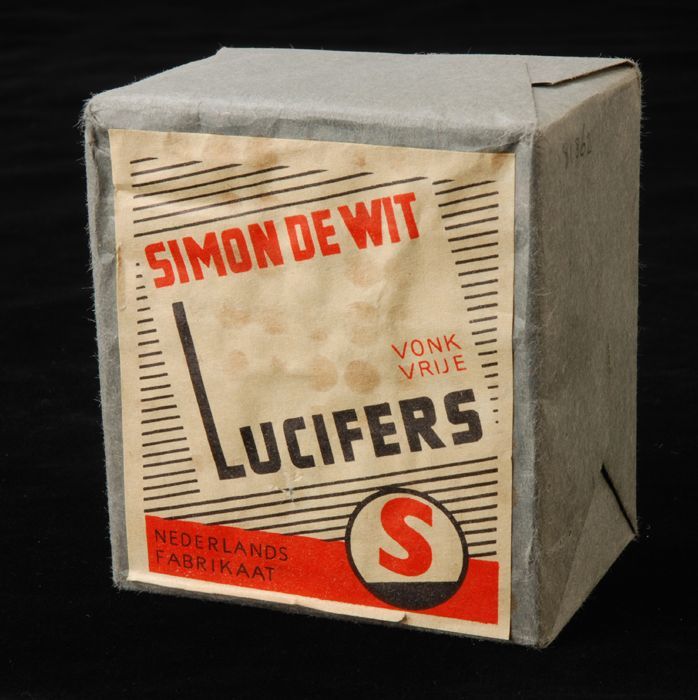 SIMON DE WIT
VONK
VRIJE
LUCIFERS
NEDERLANDS
FABRIKAAT
S